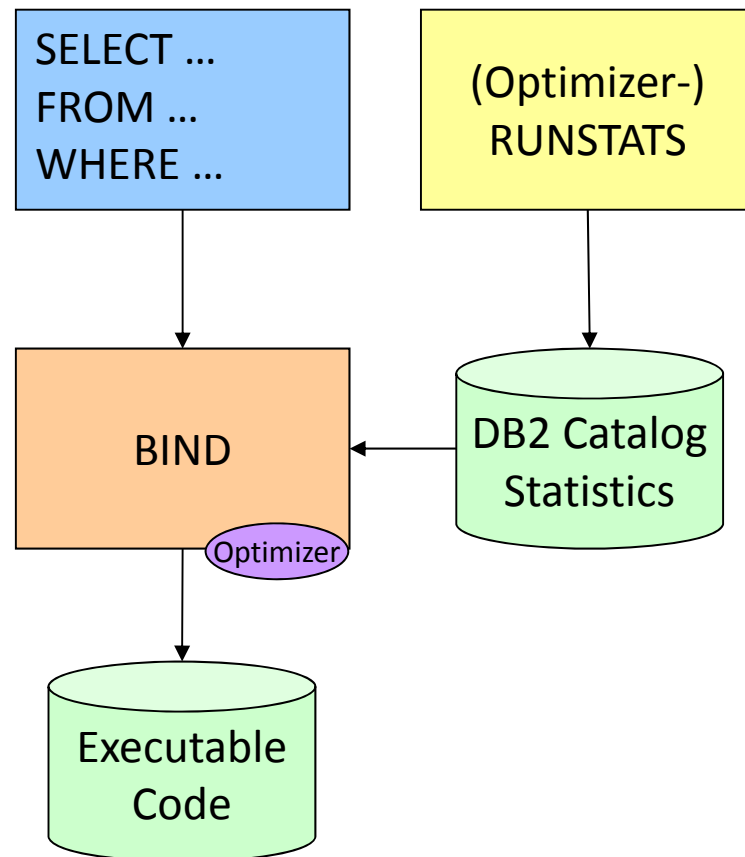 SELECT ...
FROM ...
WHERE ...
(Optimizer-)
RUNSTATS
BIND
Optimizer
DB2 Catalog
Statistics
Executable
Code